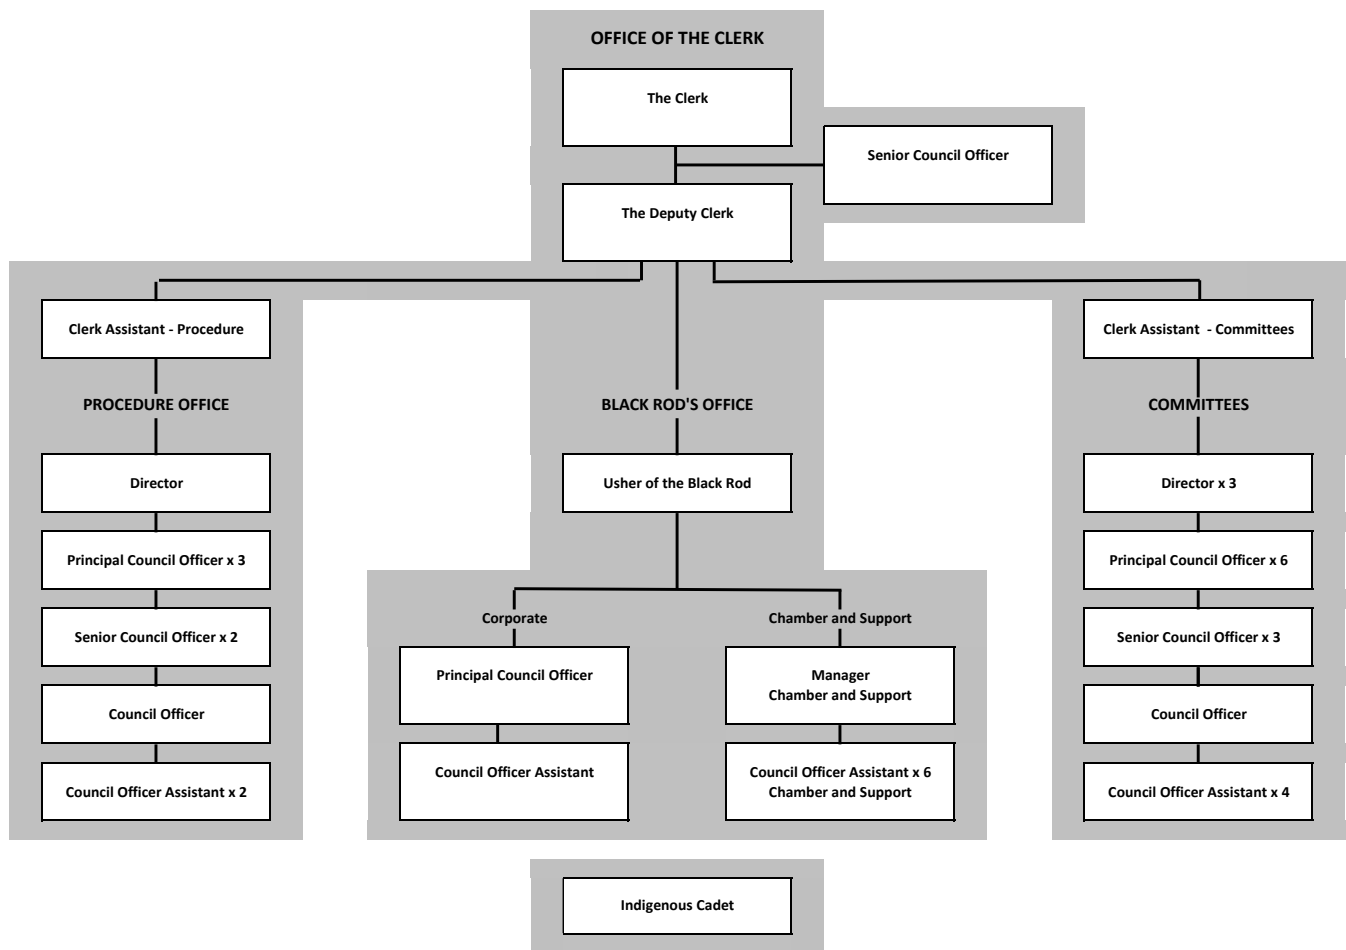 OFFICE OF THE CLERK
The Clerk
Senior Council Officer
The Deputy Clerk
Clerk Assistant - Procedure
Clerk Assistant - Committees
PROCEDURE OFFICE
BLACK ROD'S OFFICE
COMMITTEES
Director
Usher of the Black Rod
Director x 3
Principal Council Officer x 3
Principal Council Officer x 6
Corporate
Chamber and Support
Senior Council Officer x 2
Senior Council Officer x 3
Principal Council Officer
Manager
Chamber and Support
Council Officer
Council Officer
Council Officer Assistant
Council Officer Assistant x 6
Chamber and Support
Council Officer Assistant x 2
Council Officer Assistant x 4
Indigenous Cadet